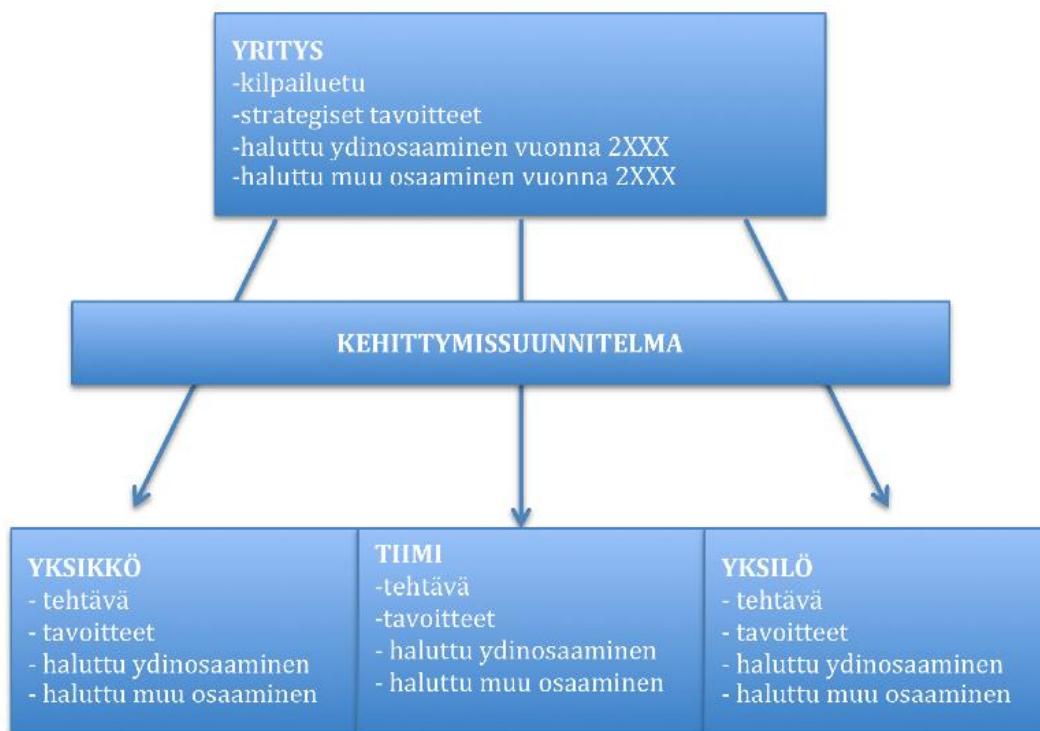 YRITYS
-kilpailuetu
-strategiset tavoitteet
-haluttu ydinosaaminen vuonna 2XXX
-haluttu muu osaaminen vuonna 2XXX
KEHITTYMISSUUNNITELMA
YKSIKKÖ
- tehtävä
- tavoitteet
- haluttu ydinosaaminen
- haluttu muu osaaminen
TIIMI
-tehtävä
-tavoitteet
- haluttu ydinosaaminen
- haluttu muu osaaminen
YKSILÖ
- tehtävä
- tavoitteet
- haluttu ydinosaaminen
- haluttu muu osaaminen